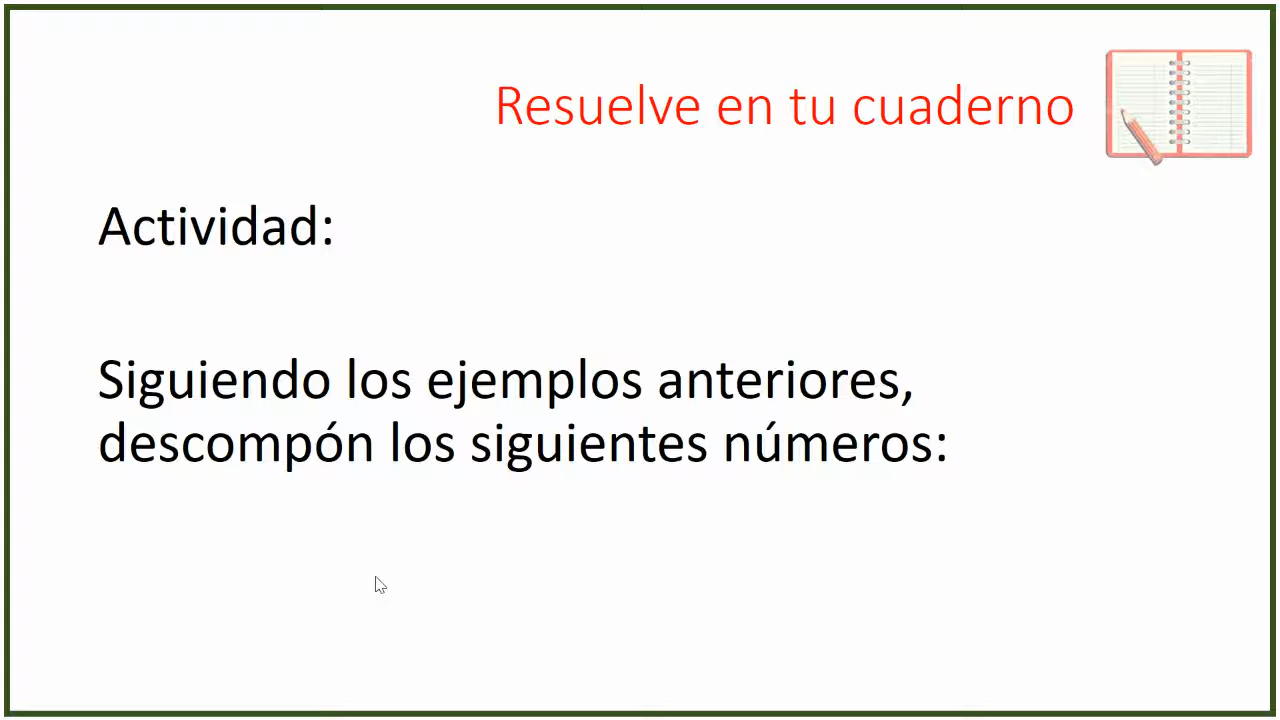 Resuelve en tu cuaderno
Actividad:
Siguiendo los ejemplos anteriores,
descompón los siguientes números: